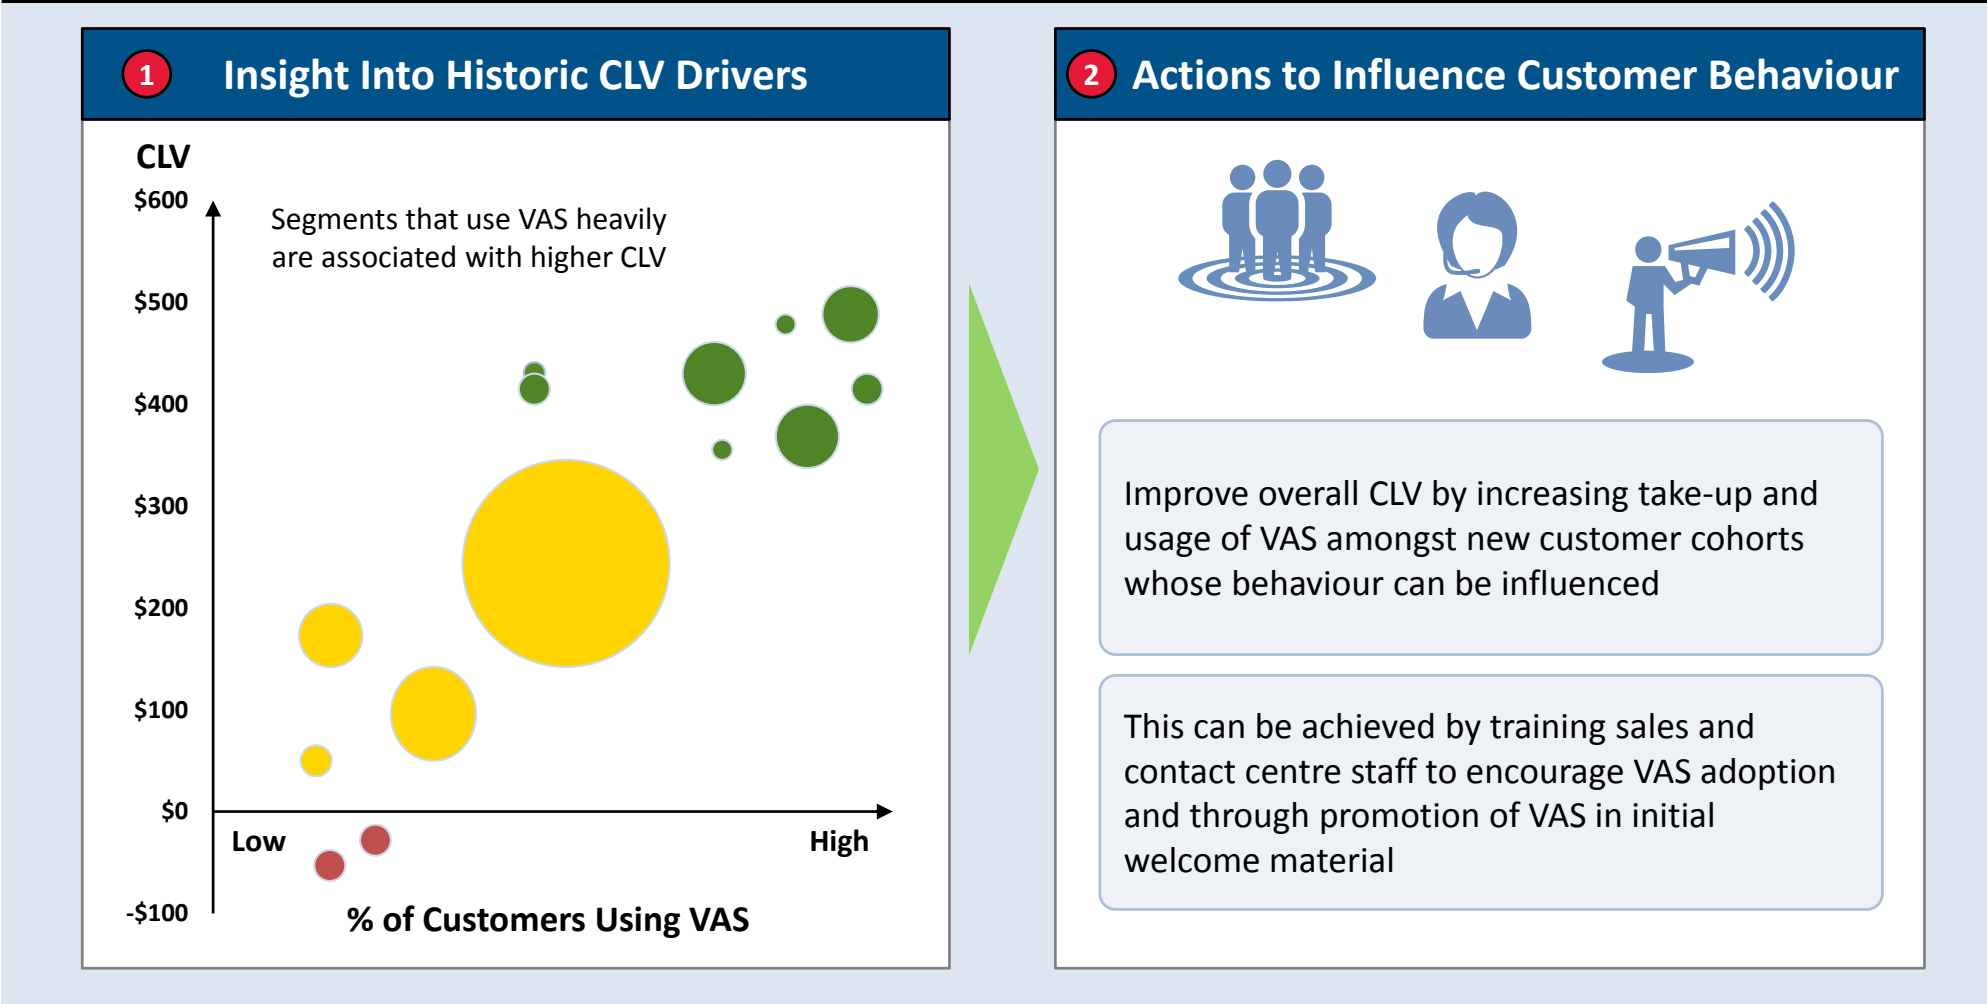 1
Insight Into Historic CLV Drivers
CLV
$600
$500
$400
$300
$200
$100
$0
-$100
Segments that use VAS heavily
are associated with higher CLV
Low
High
% of Customers Using VAS
2
Actions to Influence Customer Behaviour
Improve overall CLV by increasing take-up and
usage of VAS amongst new customer cohorts
whose behaviour can be influenced
This can be achieved by training sales and
contact centre staff to encourage VAS adoption
and through promotion of VAS in initial
welcome material